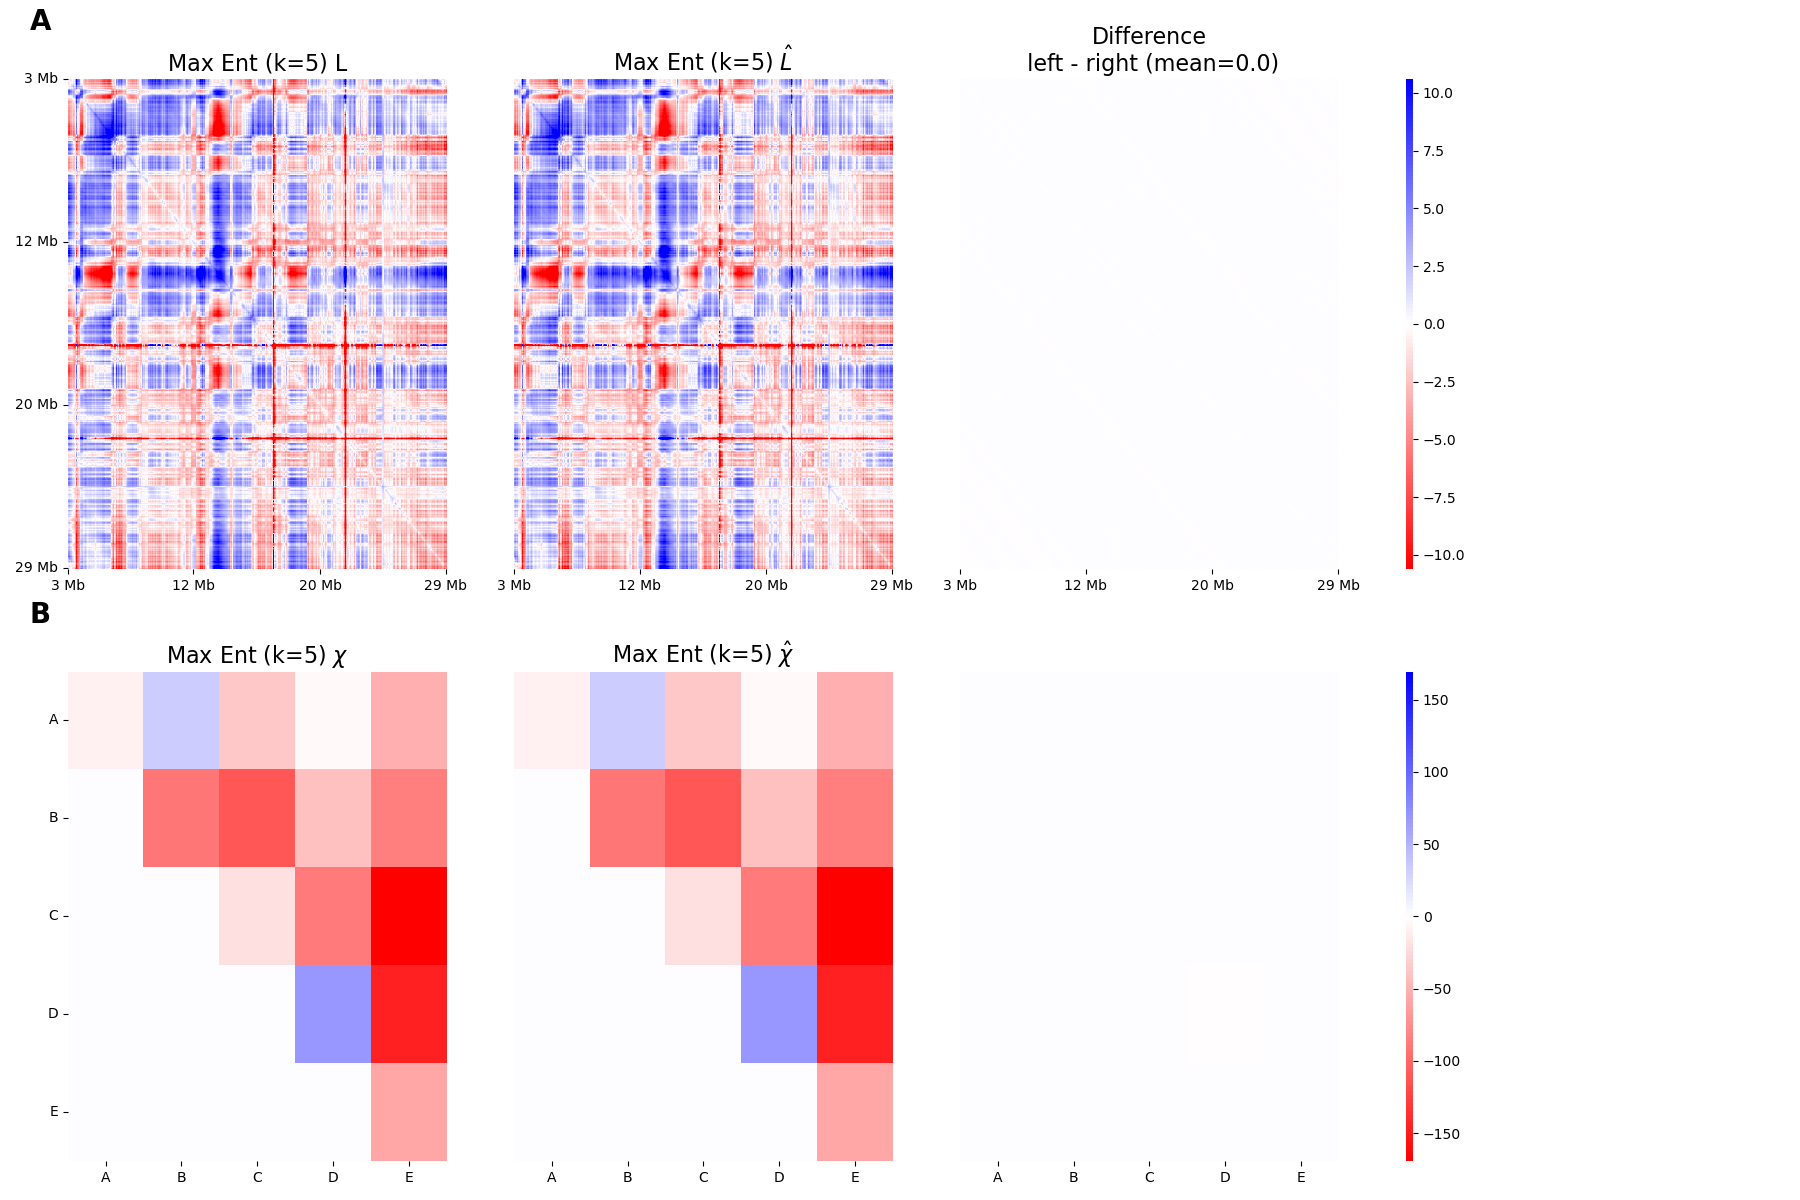 A
Max Ent (k=5) L
Max Ent (k=5) L̂
Difference
left - right (mean=0.0)
3 Mb
12 Mb
20 Mb
29 Mb
3 Mb
12 Mb
20 Mb
29 Mb
3 Mb
12 Mb
20 Mb
29 Mb
3 Mb
12 Mb
20 Mb
29 Mb
10.0
7.5
5.0
2.5
0.0
−2.5
−5.0
−7.5
−10.0
B
Max Ent (k=5) χ
Max Ent (k=5) χ̂
A
B
C
D
E
A
B
C
D
E
A
B
C
D
E
A
B
C
D
E
150
100
50
0
−50
−100
−150